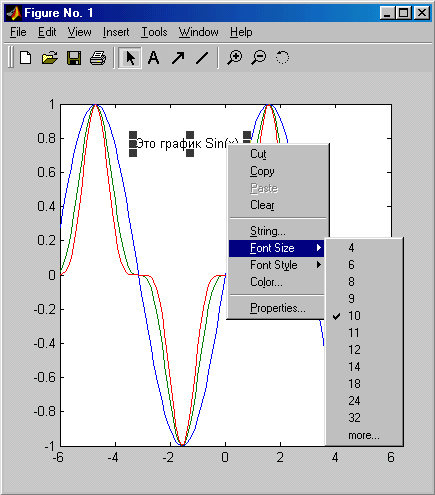 Figure No. 1
File Edit View Insert Tools Window Help
A
Это график Sin(x)
Cut
Copy
Paste
Clear
String...
Font Size
Font Style
Color...
Properties...
4
6
8
9
10
11
12
14
18
24
32
more...
1
0.8
0.6
0.4
0.2
0
-0.2
-0.4
-0.6
-0.8
-1
-6 -4 -2 0 2 4 6